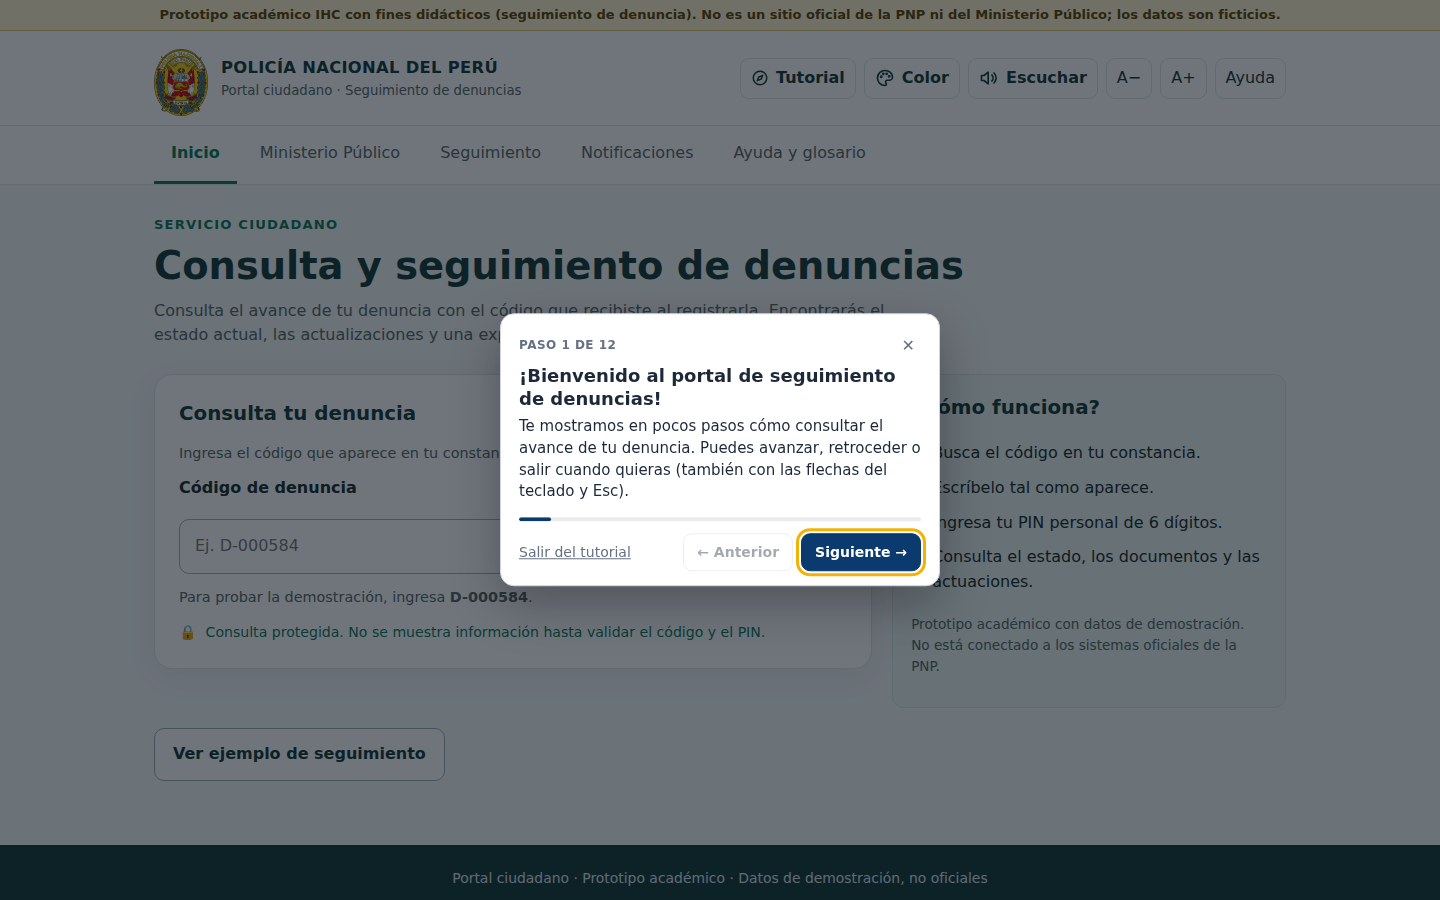 Prototipo académico IHC con fines didácticos (seguimiento de denuncia). No es un sitio oficial de la PNP ni del Ministerio Público; los datos son ficticios.
POLICÍA NACIONAL DEL PERÚ
Portal ciudadano · Seguimiento de denuncias
Tutorial
Color
Escuchar
A−
A+
Ayuda
Inicio
Ministerio Público
Seguimiento
Notificaciones
Ayuda y glosario
SERVICIO CIUDADANO
Consulta y seguimiento de denuncias
Consulta el avance de tu denuncia con el código que recibiste al registrarla. Encontrarás el
estado actual, las actualizaciones y una
PASO 1 DE 12
✕
¡Bienvenido al portal de seguimiento
de denuncias!
Te mostramos en pocos pasos cómo consultar el
avance de tu denuncia. Puedes avanzar, retroceder o
salir cuando quieras (también con las flechas del
teclado y Esc).
Salir del tutorial
← Anterior
Siguiente →
Consulta tu denuncia
Ingresa el código que aparece en tu
Código de denuncia
Ej. D-000584
Para probar la demostración, ingresa D-000584.
🔒 Consulta protegida. No se muestra información hasta validar el código y el PIN.
funciona?
Busca el código en tu constancia.
Escríbelo tal como aparece.
Ingresa tu PIN personal de 6 dígitos.
Consulta el estado, los documentos y las
actuaciones.
Prototipo académico con datos de demostración.
No está conectado a los sistemas oficiales de la
PNP.
Ver ejemplo de seguimiento
Portal ciudadano · Prototipo académico · Datos de demostración, no oficiales